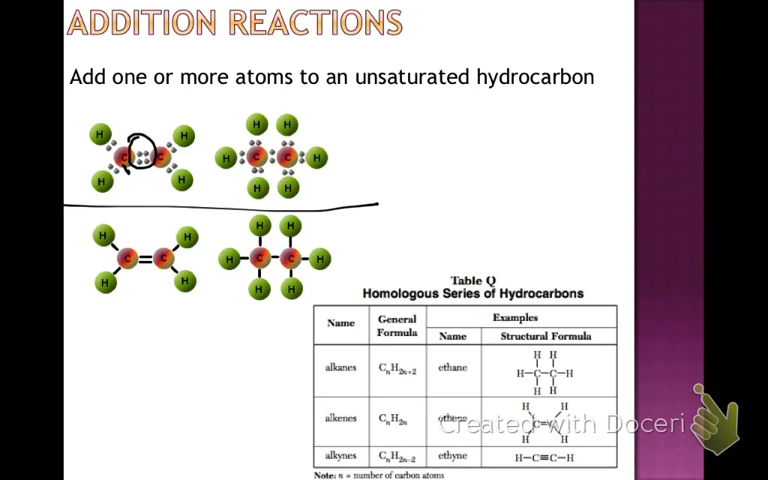 ADDITION REACTIONS
Add one or more atoms to an unsaturated hydrocarbon
H H H H
C C H C C H
H H H H
H H H H
C C H C C H
H H H H
Table Q
Homologous Series of Hydrocarbons
Name General Formula Examples
Name Structural Formula
H H
alkanes CnH2n+2 ethane H–C–C–H
H H
H H
alkenes CnH2n ethene C=C
H H
alkynes CnH2n–2 ethyne H–C≡C–H
Note: n = number of carbon atoms
Created with Doceri